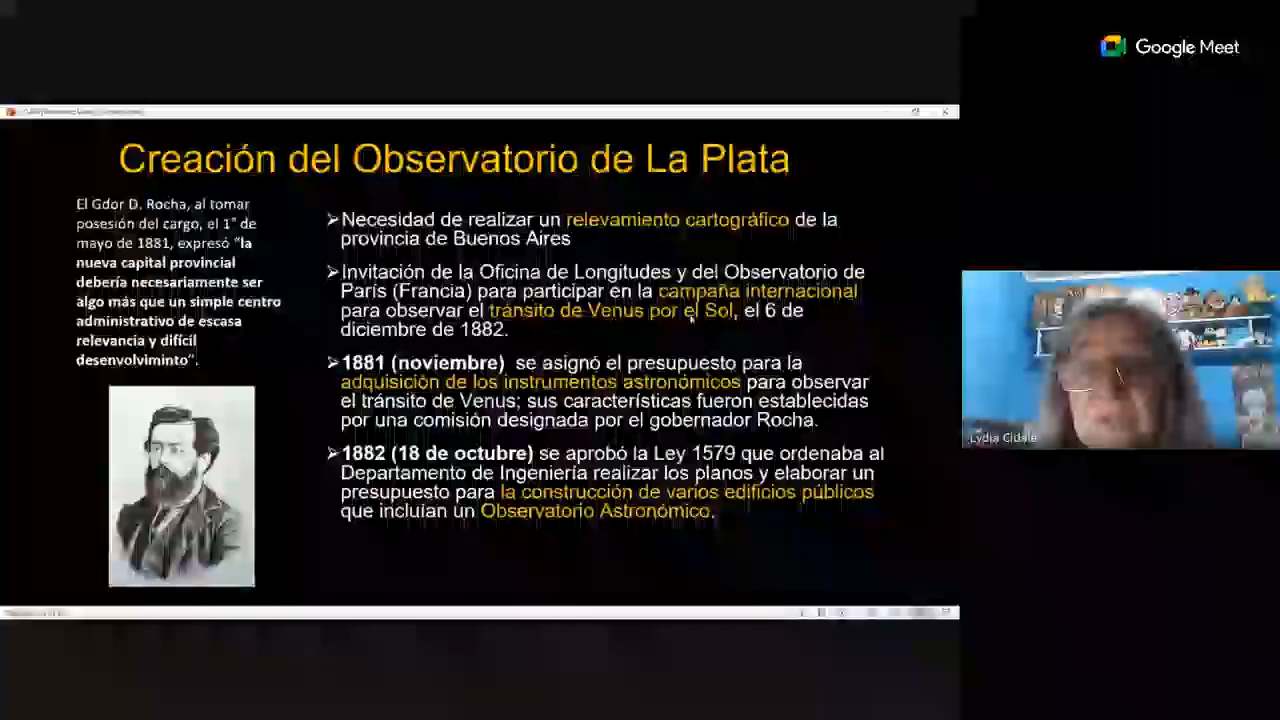 Google Meet
Creación del Observatorio de La Plata
El Gdor D. Rocha, al tomar
posesión del cargo, el 1° de
mayo de 1881, expresó “la
nueva capital provincial
debería necesariamente ser
algo más que un simple centro
administrativo de escasa
relevancia y difícil
desenvolviminto”.
➢Necesidad de realizar un relevamiento cartográfico de la
provincia de Buenos Aires
➢Invitación de la Oficina de Longitudes y del Observatorio de
París (Francia) para participar en la campaña internacional
para observar el tránsito de Venus por el Sol, el 6 de
diciembre de 1882.
➢1881 (noviembre) se asignó el presupuesto para la
adquisición de los instrumentos astronómicos para observar
el tránsito de Venus; sus características fueron establecidas
por una comisión designada por el gobernador Rocha.
➢1882 (18 de octubre) se aprobó la Ley 1579 que ordenaba al
Departamento de Ingeniería realizar los planos y elaborar un
presupuesto para la construcción de varios edificios públicos
que incluían un Observatorio Astronómico.
Lydia Cidale